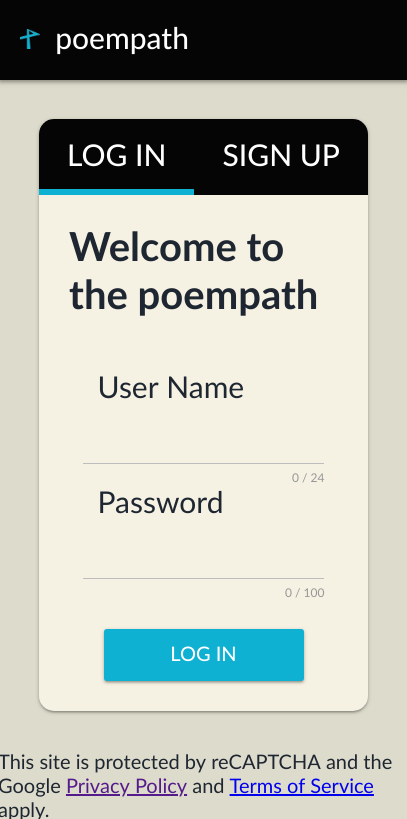 poempath
LOG IN SIGN UP
Welcome to
the poempath
User Name
0 / 24
Password
0 / 100
LOG IN
This site is protected by reCAPTCHA and the
Google Privacy Policy and Terms of Service
apply.